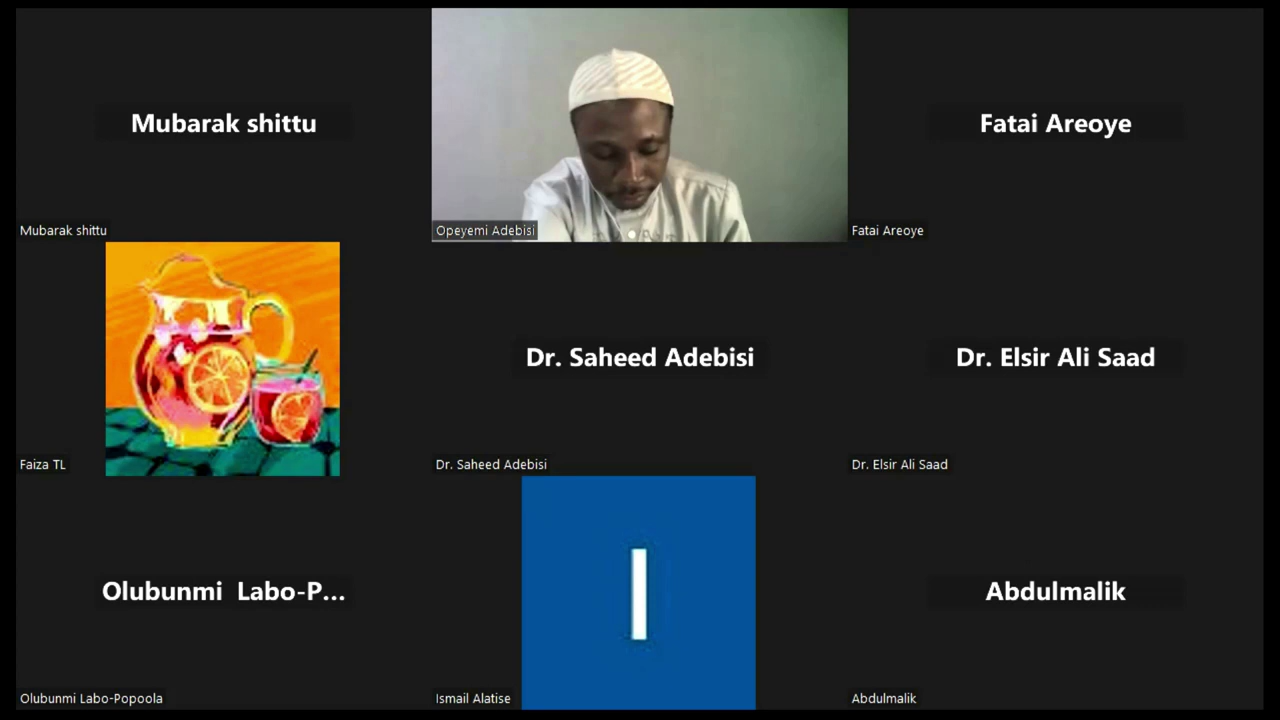 Mubarak shittu
Fatai Areoye
Mubarak shittu
Opeyemi Adebisi
Fatai Areoye
Dr. Saheed Adebisi
Dr. Elsir Ali Saad
Faiza TL
Dr. Saheed Adebisi
Dr. Elsir Ali Saad
Olubunmi Labo-P...
I
Abdulmalik
Olubunmi Labo-Popoola
Ismail Alatise
Abdulmalik